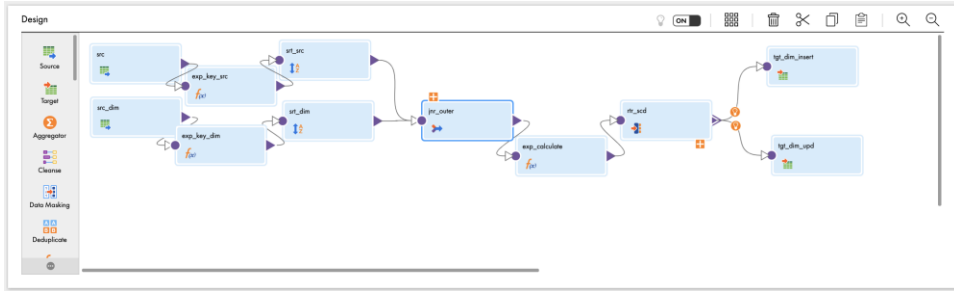 Design
ON
Source
Target
Aggregator
Cleanse
Data Masking
Deduplicate
src
exp_key_src
srt_src
src_dim
exp_key_dim
srt_dim
jnr_outer
exp_calculate
rtr_scd
tgt_dim_insert
tgt_dim_upd